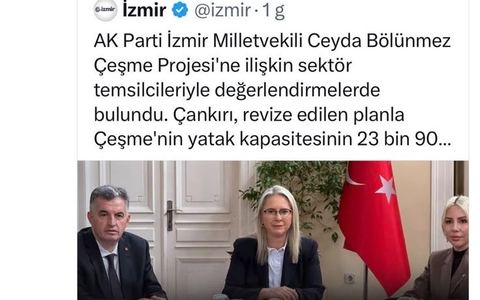 izmir
İzmir @izmir · 1 g
AK Parti İzmir Milletvekili Ceyda Bölünmez
Çeşme Projesi'ne ilişkin sektör
temsilcileriyle değerlendirmelerde
bulundu. Çankırı, revize edilen planla
Çeşme'nin yatak kapasitesinin 23 bin 90...